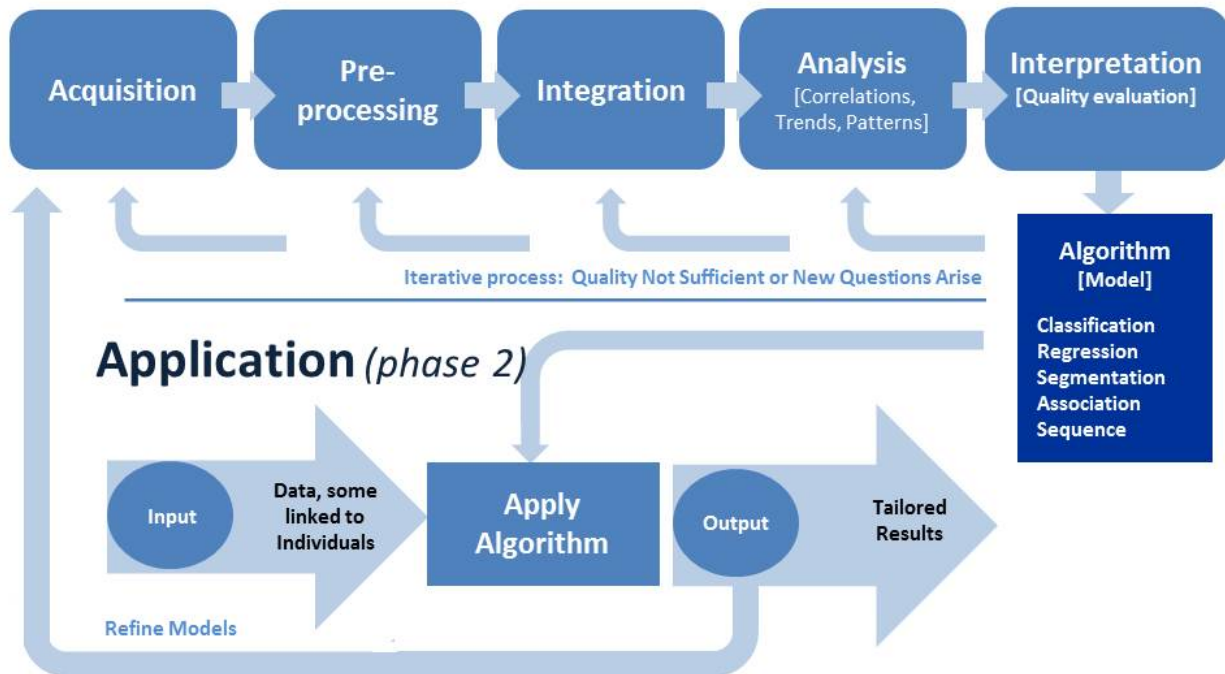 Acquisition
Pre-
processing
Integration
Analysis
[Correlations,
Trends, Patterns]
Interpretation
[Quality evaluation]
Iterative process:  Quality Not Sufficient or New Questions Arise
Algorithm
[Model]
Classification
Regression
Segmentation
Association
Sequence
Application (phase 2)
Input
Data, some
linked to
Individuals
Apply
Algorithm
Output
Tailored
Results
Refine Models